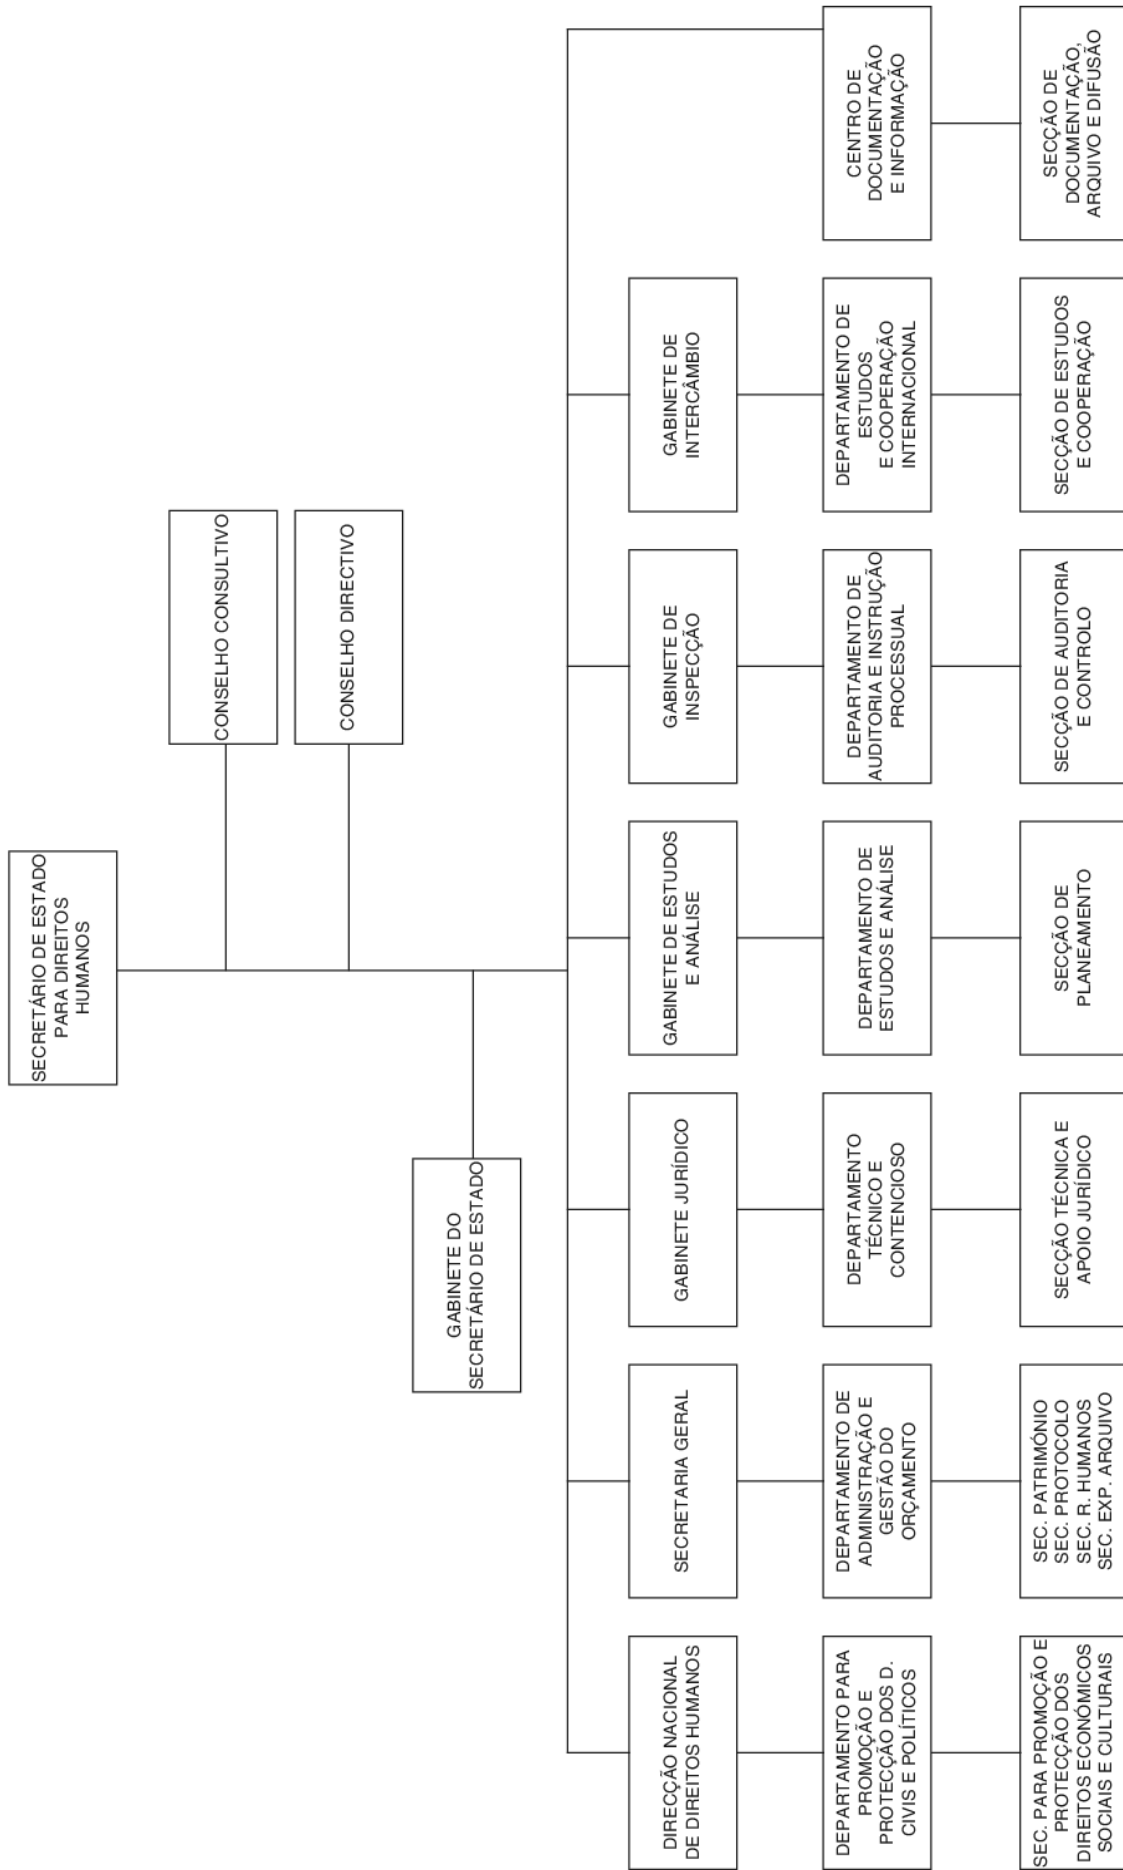 SECRETÁRIO DE ESTADO
PARA DIREITOS
HUMANOS
CONSELHO CONSULTIVO
CONSELHO DIRECTIVO
GABINETE DO
SECRETÁRIO DE ESTADO
DIRECÇÃO NACIONAL
DE DIREITOS HUMANOS
SECRETARIA GERAL
GABINETE JURÍDICO
GABINETE DE ESTUDOS
E ANÁLISE
GABINETE DE
INSPECÇÃO
GABINETE DE
INTERCÂMBIO
DEPARTAMENTO PARA
PROMOÇÃO E
PROTECÇÃO DOS D.
CIVIS E POLÍTICOS
DEPARTAMENTO DE
ADMINISTRAÇÃO E
GESTÃO DO
ORÇAMENTO
DEPARTAMENTO
TÉCNICO E
CONTENCIOSO
DEPARTAMENTO DE
ESTUDOS E ANÁLISE
DEPARTAMENTO DE
AUDITORIA E INSTRUÇÃO
PROCESSUAL
DEPARTAMENTO DE
ESTUDOS
E COOPERAÇÃO
INTERNACIONAL
CENTRO DE
DOCUMENTAÇÃO
E INFORMAÇÃO
SEC. PARA PROMOÇÃO E
PROTECÇÃO DOS
DIREITOS ECONÓMICOS
SOCIAIS E CULTURAIS
SEC. PATRIMÓNIO
SEC. PROTOCOLO
SEC. R. HUMANOS
SEC. EXP. ARQUIVO
SECÇÃO TÉCNICA E
APOIO JURÍDICO
SECÇÃO DE
PLANEAMENTO
SECÇÃO DE AUDITORIA
E CONTROLO
SECÇÃO DE ESTUDOS
E COOPERAÇÃO
SECÇÃO DE
DOCUMENTAÇÃO,
ARQUIVO E DIFUSÃO